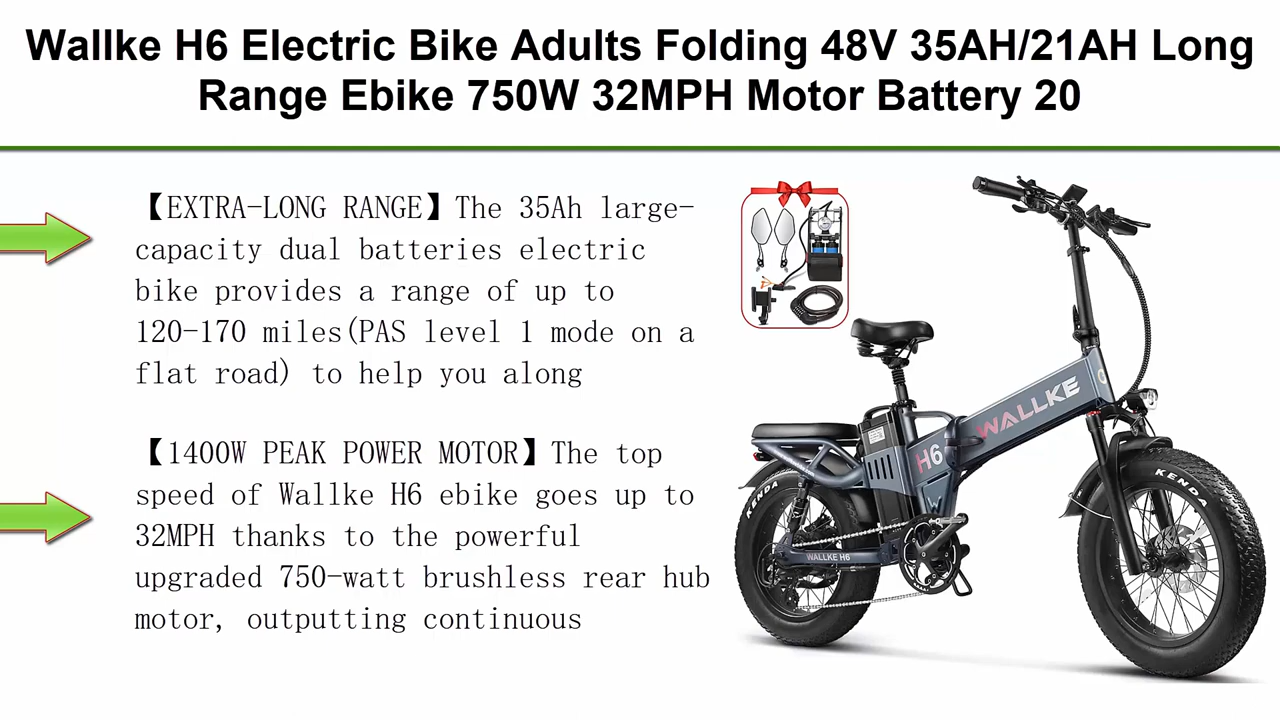 Wallke H6 Electric Bike Adults Folding 48V 35AH/21AH Long
Range Ebike 750W 32MPH Motor Battery 20
【EXTRA-LONG RANGE】The 35Ah large-
capacity dual batteries electric
bike provides a range of up to
120-170 miles(PAS level 1 mode on a
flat road) to help you along
【1400W PEAK POWER MOTOR】The top
speed of Wallke H6 ebike goes up to
32MPH thanks to the powerful
upgraded 750-watt brushless rear hub
motor, outputting continuous
WALLKE
H6
W
KENDA
KENDA
WALLKE H6